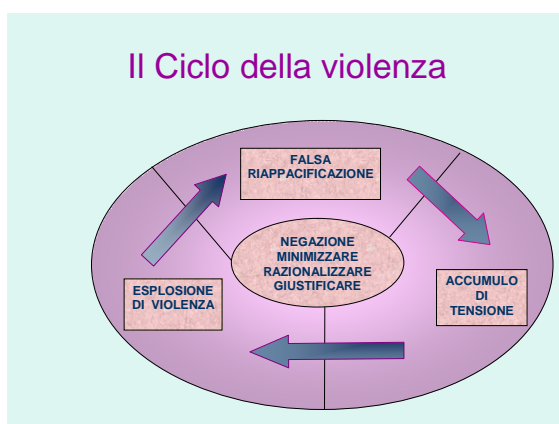 Il Ciclo della violenza
FALSA
RIAPPACIFICAZIONE
NEGAZIONE
MINIMIZZARE
RAZIONALIZZARE
GIUSTIFICARE
ESPLOSIONE
DI VIOLENZA
ACCUMULO
DI
TENSIONE